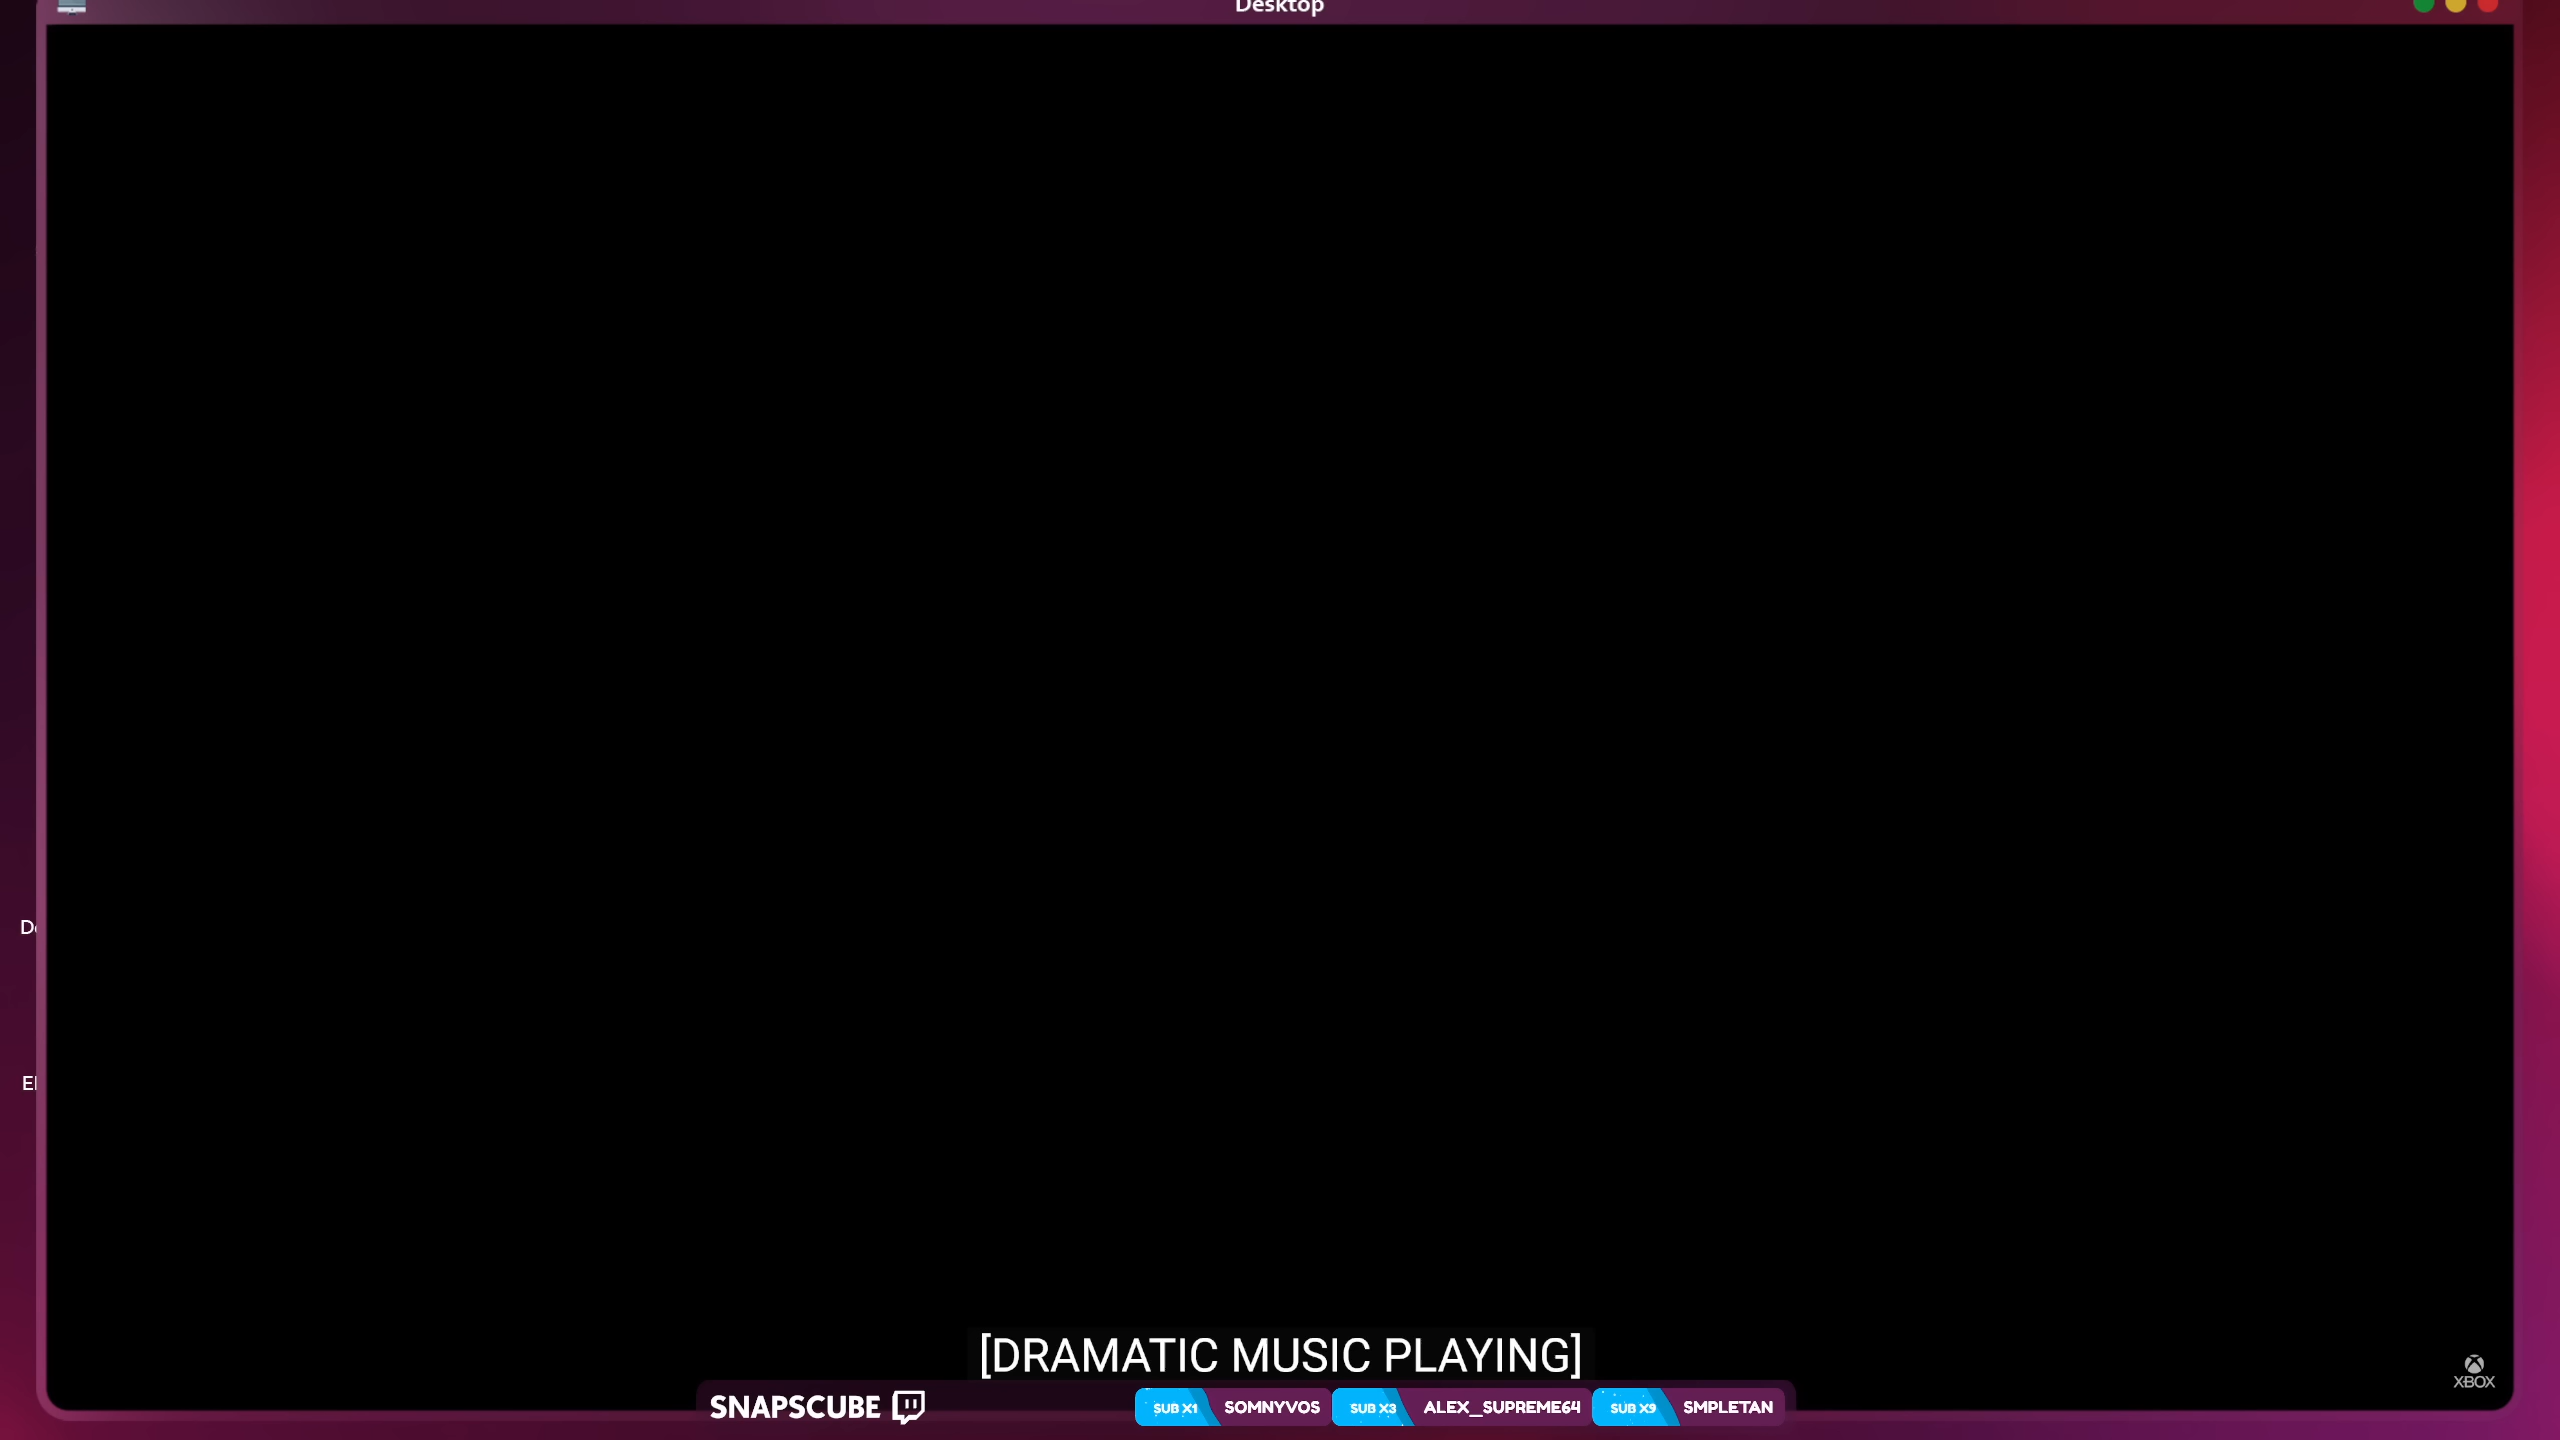 Desktop
[DRAMATIC MUSIC PLAYING]
XBOX
SNAPSCUBE
SUB X1 SOMNYVOS SUB X3 ALEX_SUPREME64 SUB X9 SMPLETAN